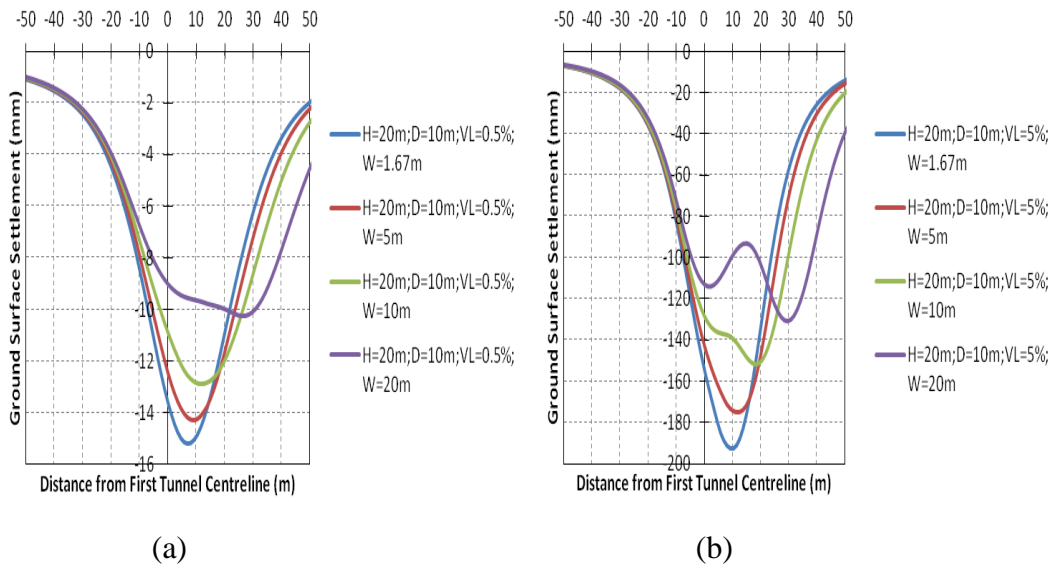 -50 -40 -30 -20 -10 0 10 20 30 40 50
0
-2
-4
-6
-8
-10
-12
-14
-16
Ground Surface Settlement (mm)
Distance from First Tunnel Centreline (m)
H=20m;D=10m;VL=0.5%;
W=1.67m
H=20m;D=10m;VL=0.5%;
W=5m
H=20m;D=10m;VL=0.5%;
W=10m
H=20m;D=10m;VL=0.5%;
W=20m
(a)
-50 -40 -30 -20 -10 0 10 20 30 40 50
0
-20
-40
-60
-80
-100
-120
-140
-160
-180
-200
Ground Surface Settlement (mm)
Distance from First Tunnel Centreline (m)
H=20m;D=10m;VL=5%;
W=1.67m
H=20m;D=10m;VL=5%;
W=5m
H=20m;D=10m;VL=5%;
W=10m
H=20m;D=10m;VL=5%;
W=20m
(b)